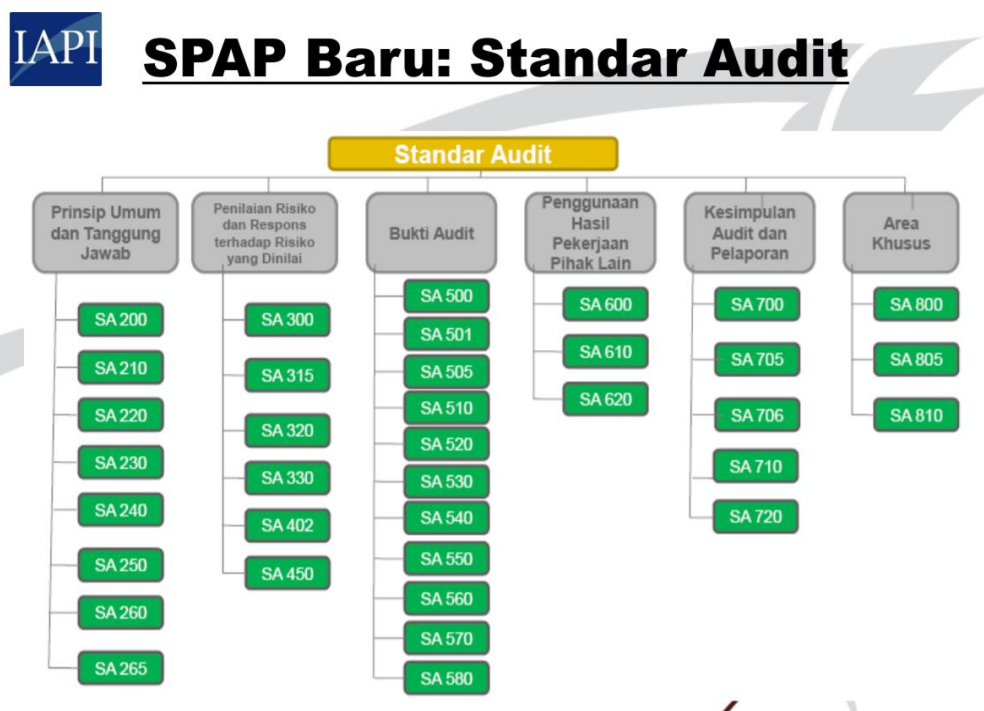 IAPI
SPAP Baru: Standar Audit
Standar Audit
Prinsip Umum
dan Tanggung
Jawab
SA 200
SA 210
SA 220
SA 230
SA 240
SA 250
SA 260
SA 265
Penilaian Risiko
dan Respons
terhadap Risiko
yang Dinilai
SA 300
SA 315
SA 320
SA 330
SA 402
SA 450
Bukti Audit
SA 500
SA 501
SA 505
SA 510
SA 520
SA 530
SA 540
SA 550
SA 560
SA 570
SA 580
Penggunaan
Hasil
Pekerjaan
Pihak Lain
SA 600
SA 610
SA 620
Kesimpulan
Audit dan
Pelaporan
SA 700
SA 705
SA 706
SA 710
SA 720
Area
Khusus
SA 800
SA 805
SA 810